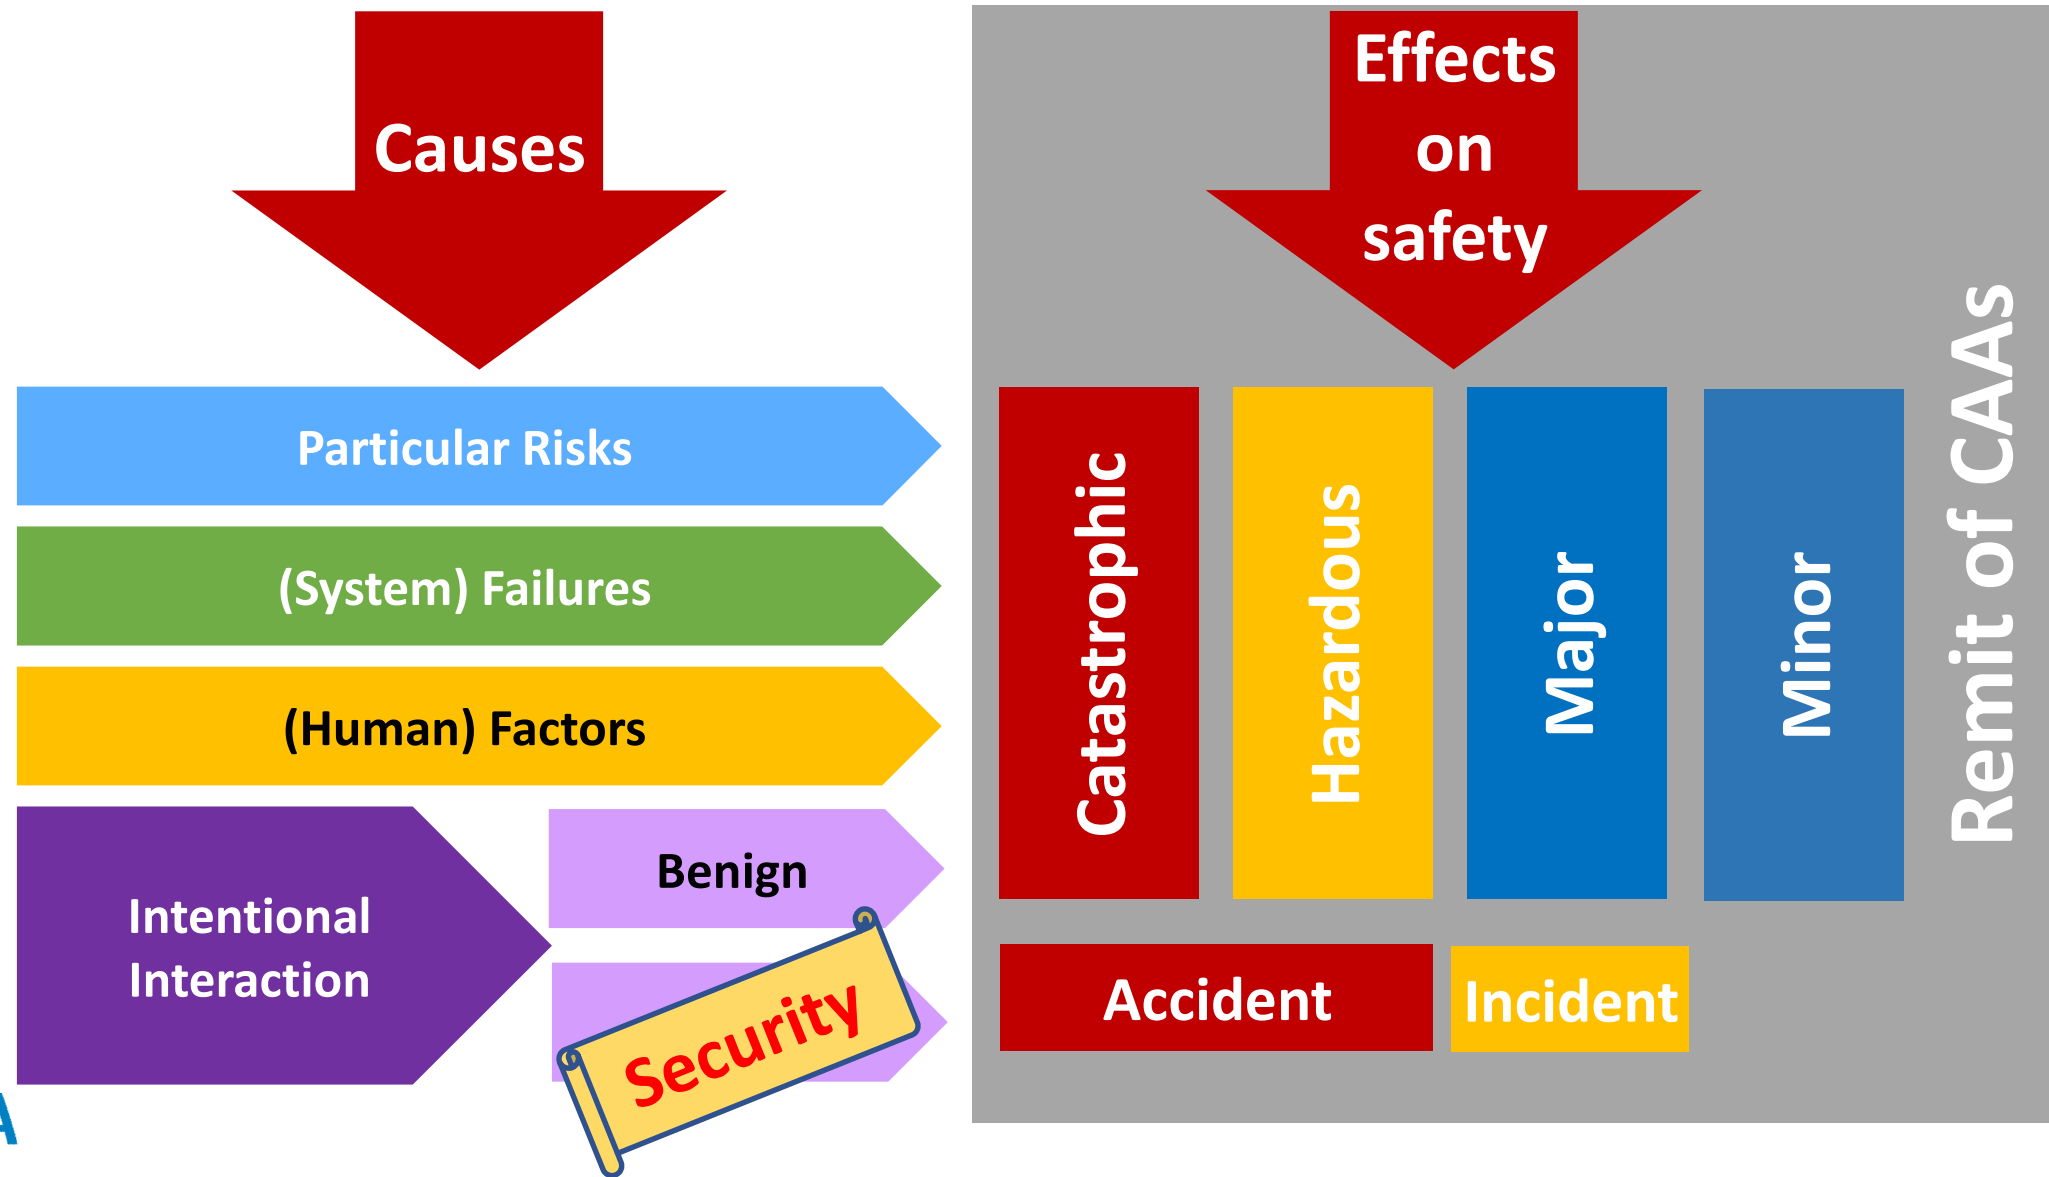 Causes
Effects
on
safety
Particular Risks
(System) Failures
(Human) Factors
Intentional
Interaction
Benign
Security
Catastrophic
Hazardous
Major
Minor
Remit of CAAs
Accident
Incident
A